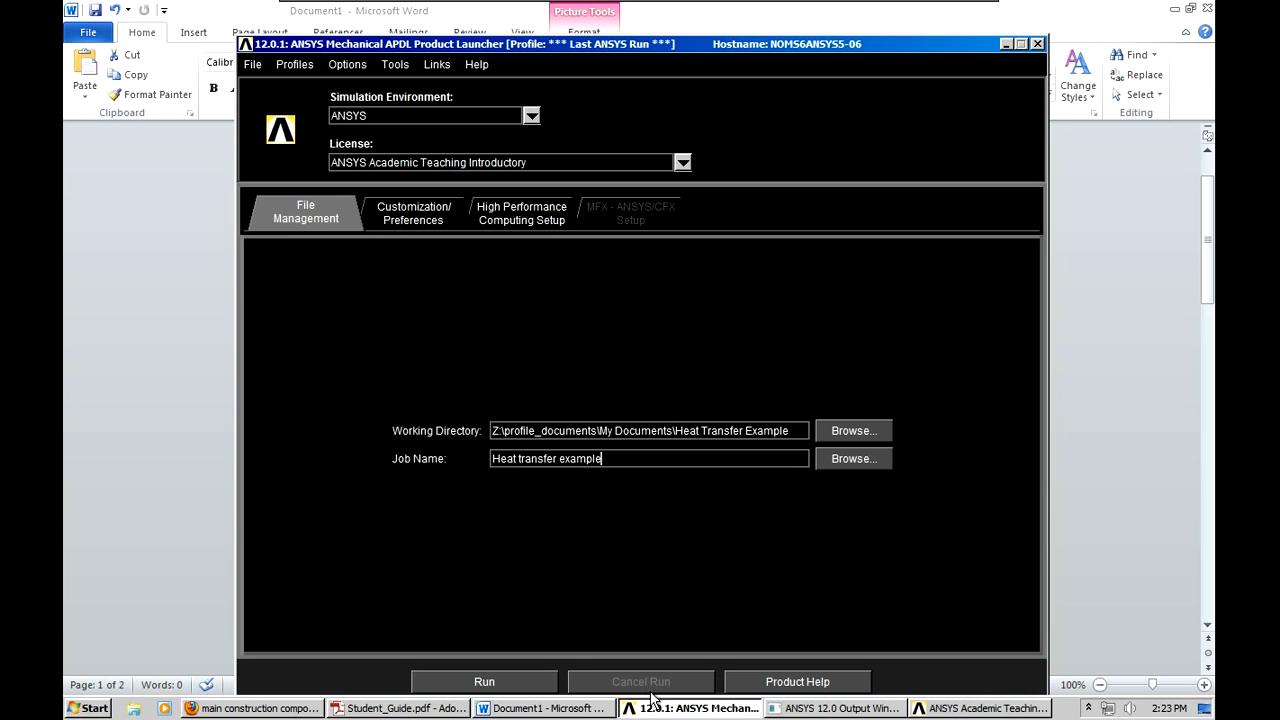 Document1 - Microsoft Word
Picture Tools
File
Home
Insert
Page Layout
References
Mailings
Review
View
Format
Cut
Copy
Paste
Format Painter
Clipboard
Calibr
B
Change
Styles
Find
Replace
Select
Editing
12.0.1: ANSYS Mechanical APDL Product Launcher [Profile: *** Last ANSYS Run ***] Hostname: NOMS6ANSYS5-06
File Profiles Options Tools Links Help
Simulation Environment:
ANSYS
License:
ANSYS Academic Teaching Introductory
File
Management
Customization/
Preferences
High Performance
Computing Setup
MFX - ANSYS/CFX
Setup
Working Directory: Z:\profile_documents\My Documents\Heat Transfer Example Browse...
Job Name: Heat transfer example Browse...
Run Cancel Run Product Help
Page: 1 of 2 Words: 0 100%
Start main construction compo... Student_Guide.pdf - Ado... Document1 - Microsoft ... 12.0.1: ANSYS Mechan... ANSYS 12.0 Output Win... ANSYS Academic Teachin... 2:23 PM